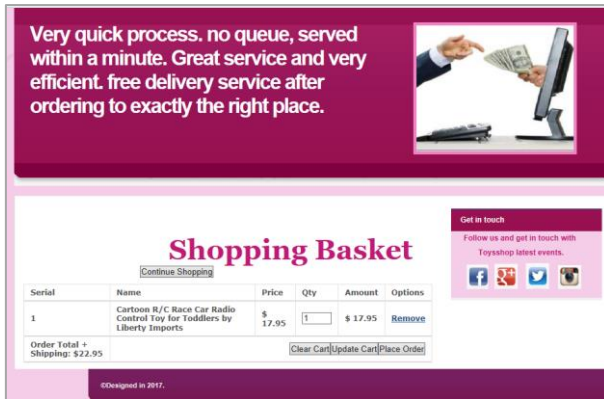 Very quick process. no queue, served
within a minute. Great service and very
efficient. free delivery service after
ordering to exactly the right place.
Get in touch
Follow us and get in touch with
Toysshop latest events.
Shopping Basket
Continue Shopping
Serial Name Price Qty Amount Options
1 Cartoon R/C Race Car Radio Control Toy for Toddlers by Liberty Imports $ 17.95 1 $ 17.95 Remove
Order Total + Shipping: $22.95 Clear Cart Update Cart Place Order
©Designed in 2017.